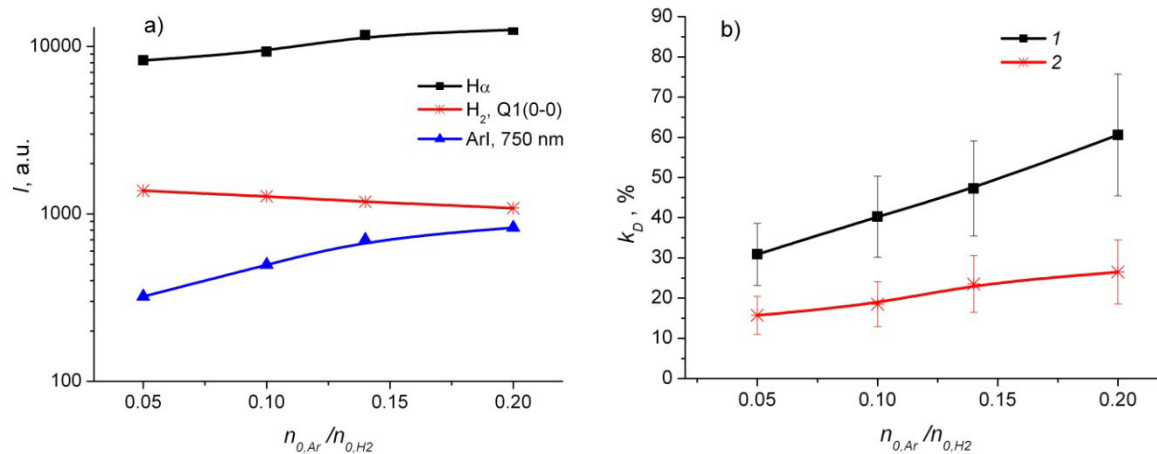 a)
10000
1000
100
I, a.u.
Hα
H2, Q1(0-0)
ArI, 750 nm
0.05 0.10 0.15 0.20
n0,Ar /n0,H2
b)
90
80
70
60
50
40
30
20
10
0
kD , %
1
2
0.05 0.10 0.15 0.20
n0,Ar /n0,H2